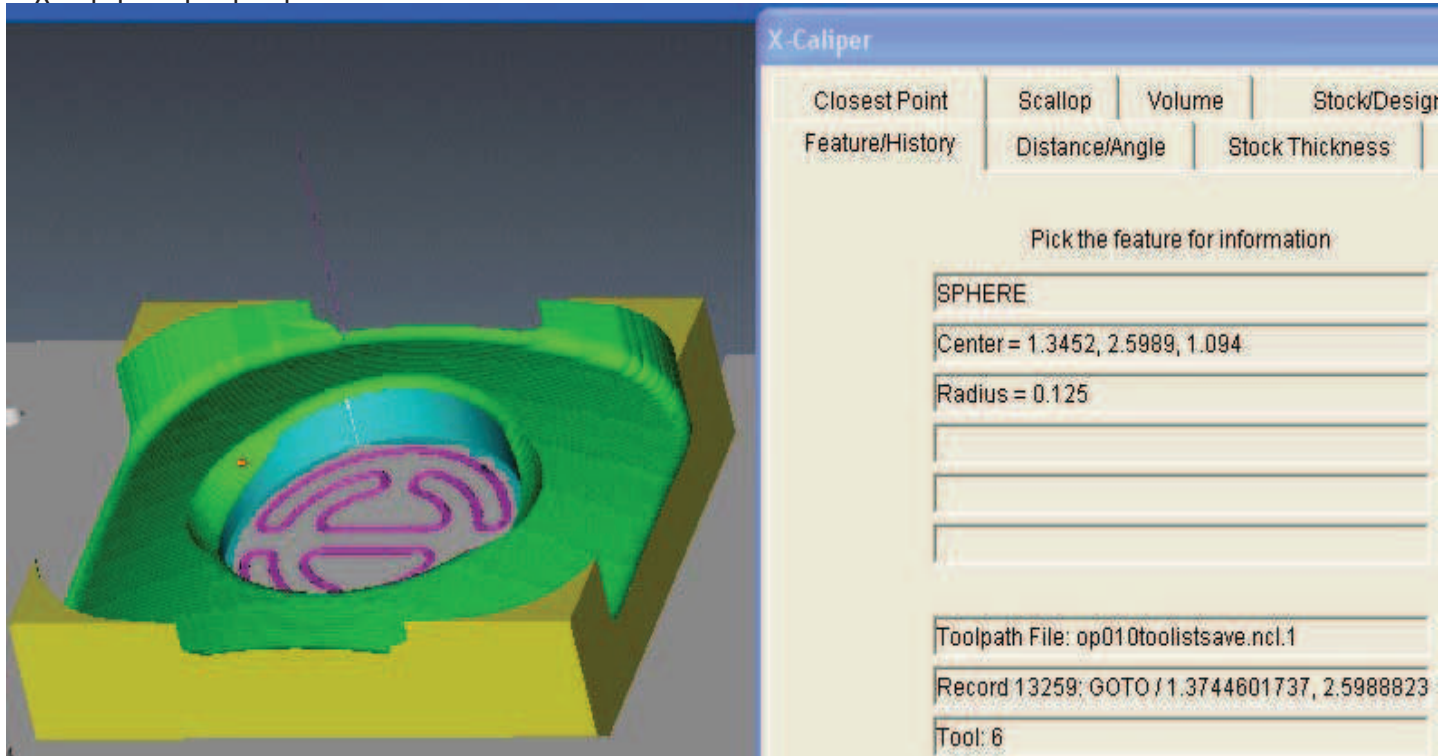 X-Caliper
Closest Point Scallop Volume Stock/Design
Feature/History Distance/Angle Stock Thickness
Pick the feature for information
SPHERE
Center = 1.3452, 2.5989, 1.094
Radius = 0.125
Toolpath File: op010toolistsave.ncl.1
Record 13259: GOTO / 1.3744601737, 2.5988823
Tool: 6